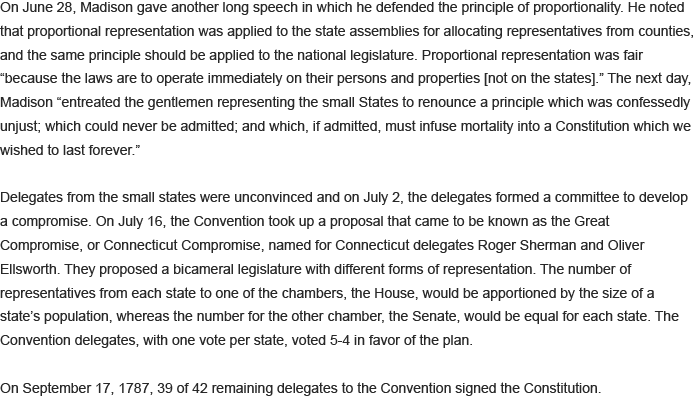 On June 28, Madison gave another long speech in which he defended the principle of proportionality. He noted
that proportional representation was applied to the state assemblies for allocating representatives from counties,
and the same principle should be applied to the national legislature. Proportional representation was fair
“because the laws are to operate immediately on their persons and properties [not on the states].” The next day,
Madison “entreated the gentlemen representing the small States to renounce a principle which was confessedly
unjust; which could never be admitted; and which, if admitted, must infuse mortality into a Constitution which we
wished to last forever.”
Delegates from the small states were unconvinced and on July 2, the delegates formed a committee to develop
a compromise. On July 16, the Convention took up a proposal that came to be known as the Great
Compromise, or Connecticut Compromise, named for Connecticut delegates Roger Sherman and Oliver
Ellsworth. They proposed a bicameral legislature with different forms of representation. The number of
representatives from each state to one of the chambers, the House, would be apportioned by the size of a
state’s population, whereas the number for the other chamber, the Senate, would be equal for each state. The
Convention delegates, with one vote per state, voted 5-4 in favor of the plan.
On September 17, 1787, 39 of 42 remaining delegates to the Convention signed the Constitution.